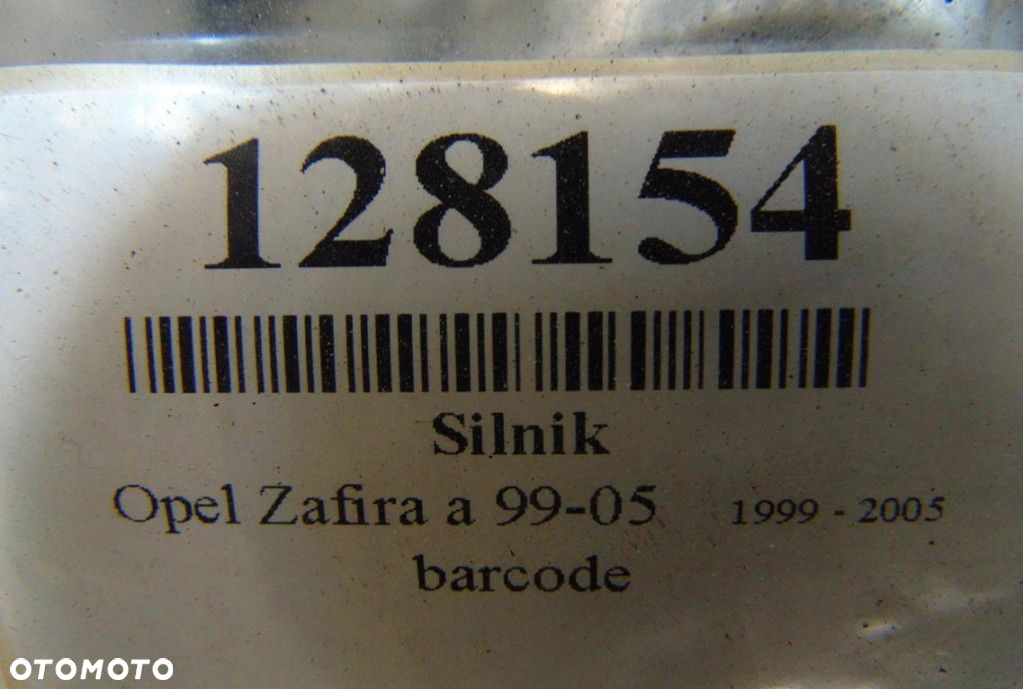 128154
Silnik
Opel Zafira a 99-05 1999 - 2005
barcode
OTOMOTO